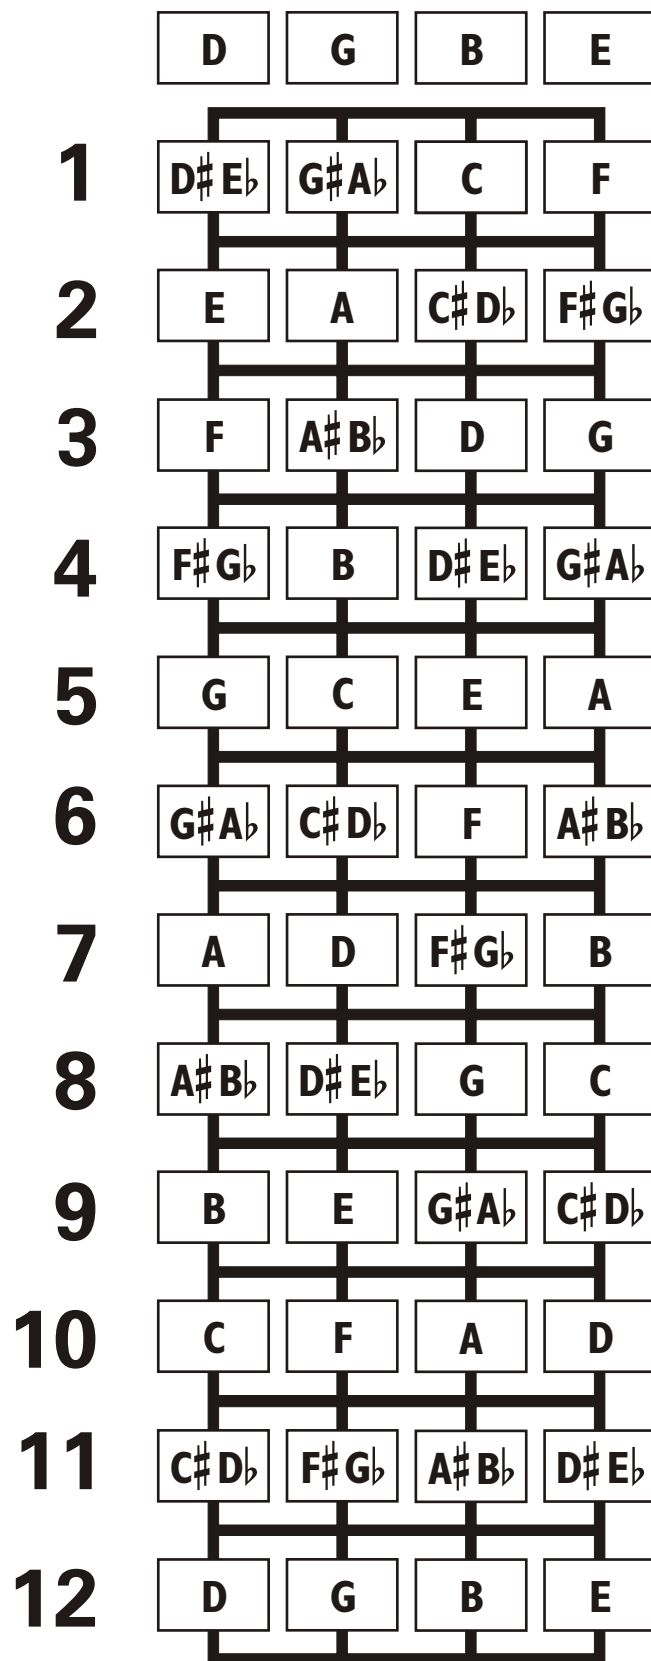 D G B E
1 D♯E♭ G♯A♭ C F
2 E A C♯D♭ F♯G♭
3 F A♯B♭ D G
4 F♯G♭ B D♯E♭ G♯A♭
5 G C E A
6 G♯A♭ C♯D♭ F A♯B♭
7 A D F♯G♭ B
8 A♯B♭ D♯E♭ G C
9 B E G♯A♭ C♯D♭
10 C F A D
11 C♯D♭ F♯G♭ A♯B♭ D♯E♭
12 D G B E